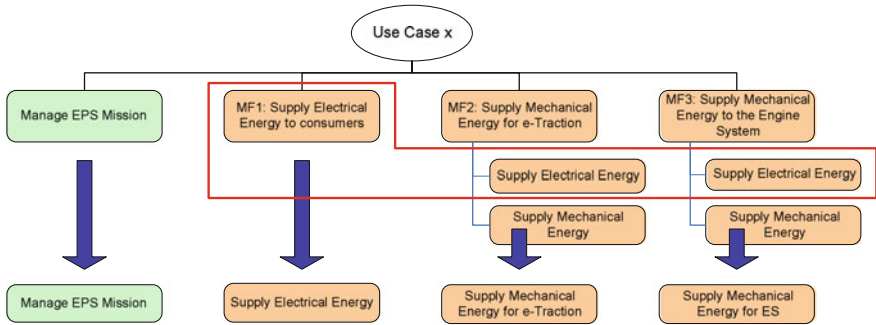 Use Case x
Manage EPS Mission
MF1: Supply Electrical
Energy to consumers
MF2: Supply Mechanical
Energy for e-Traction
MF3: Supply Mechanical
Energy to the Engine
System
Supply Electrical Energy
Supply Electrical Energy
Supply Mechanical
Energy
Supply Mechanical
Energy
Manage EPS Mission
Supply Electrical Energy
Supply Mechanical
Energy for e-Traction
Supply Mechanical
Energy for ES